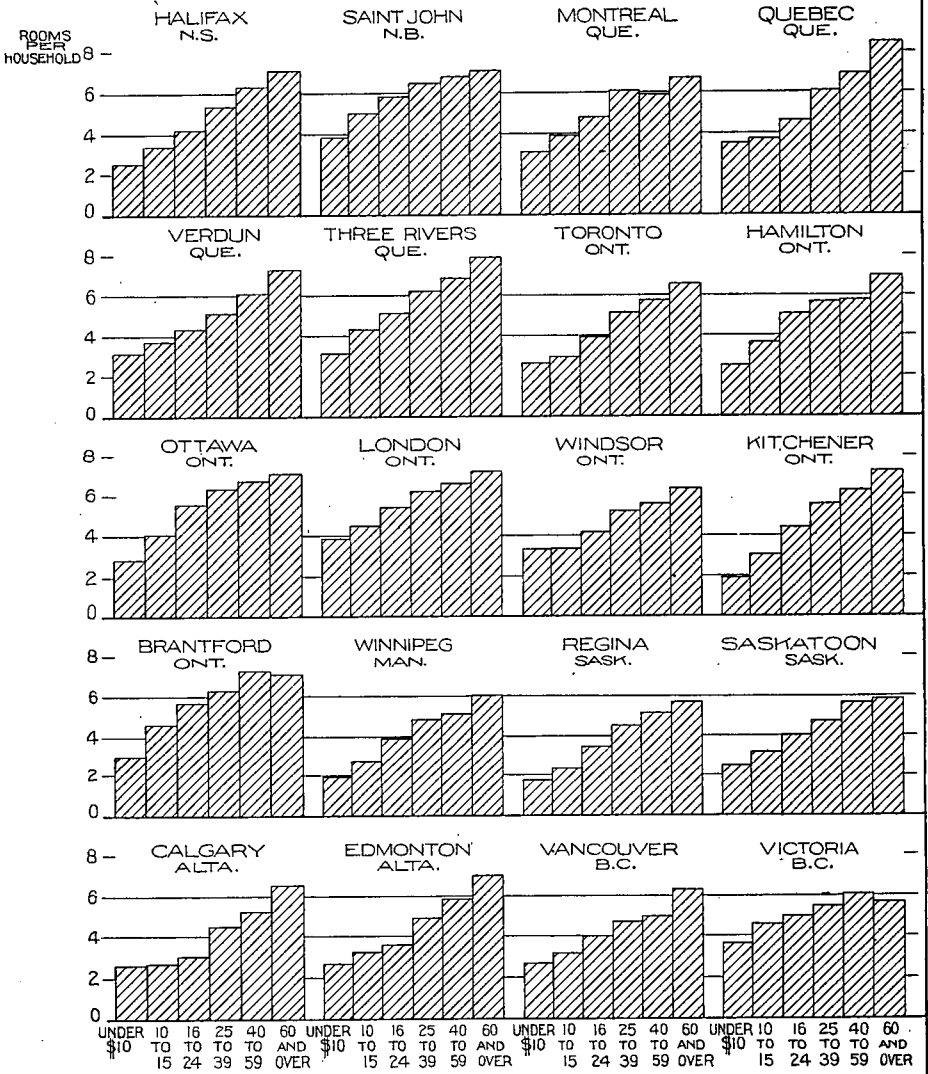 HALIFAX
N.S.
SAINT JOHN
N.B.
MONTREAL
QUE.
QUEBEC
QUE.
ROOMS
PER
HOUSEHOLD
8
6
4
2
0
VERDUN
QUE.
THREE RIVERS
QUE.
TORONTO
ONT.
HAMILTON
ONT.
8
6
4
2
0
OTTAWA
ONT.
LONDON
ONT.
WINDSOR
ONT.
KITCHENER
ONT.
8
6
4
2
0
BRANTFORD
ONT.
WINNIPEG
MAN.
REGINA
SASK.
SASKATOON
SASK.
8
6
4
2
0
CALGARY
ALTA.
EDMONTON
ALTA.
VANCOUVER
B.C.
VICTORIA
B.C.
8
6
4
2
0
UNDER 10 16 25 40 60 UNDER 10 16 25 40 60 UNDER 10 16 25 40 60 UNDER 10 16 25 40 60
$10 TO TO TO TO AND $10 TO TO TO TO AND $10 TO TO TO TO AND $10 TO TO TO TO AND
15 24 39 59 OVER 15 24 39 59 OVER 15 24 39 59 OVER 15 24 39 59 OVER